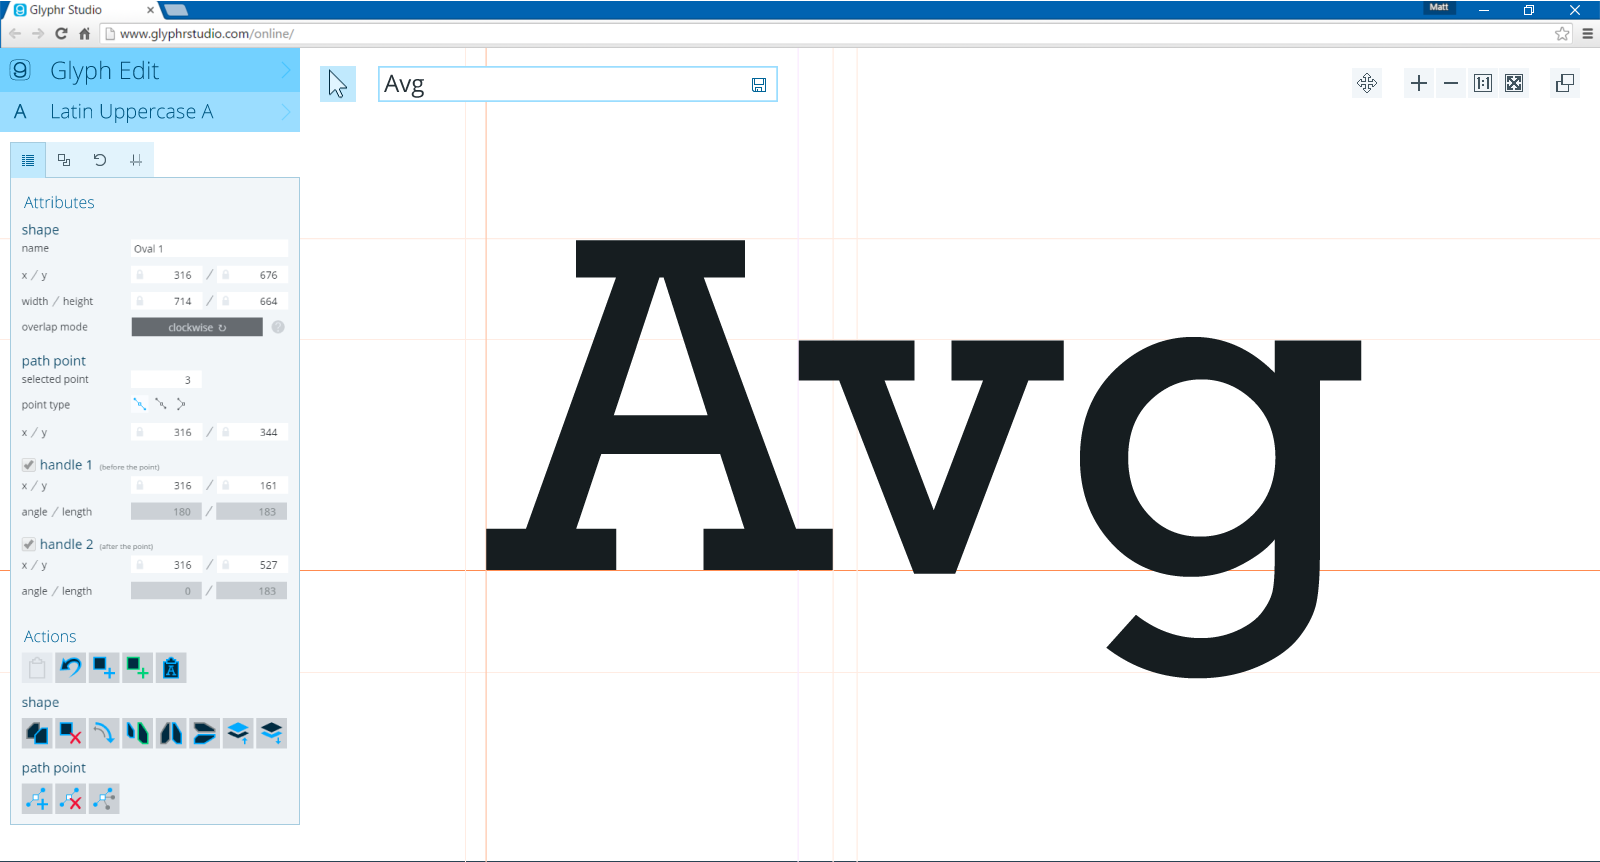 Glyphr Studio
Matt
www.glyphrstudio.com/online/
Glyph Edit
A Latin Uppercase A
Avg
1:1
Attributes
shape
name Oval 1
x / y 316 / 676
width / height 714 / 664
overlap mode clockwise ↻ ?
path point
selected point 3
point type
x / y 316 / 344
handle 1 (before the point)
x / y 316 / 161
angle / length 180 / 183
handle 2 (after the point)
x / y 316 / 527
angle / length 0 / 183
Actions
A
shape
path point
Avg